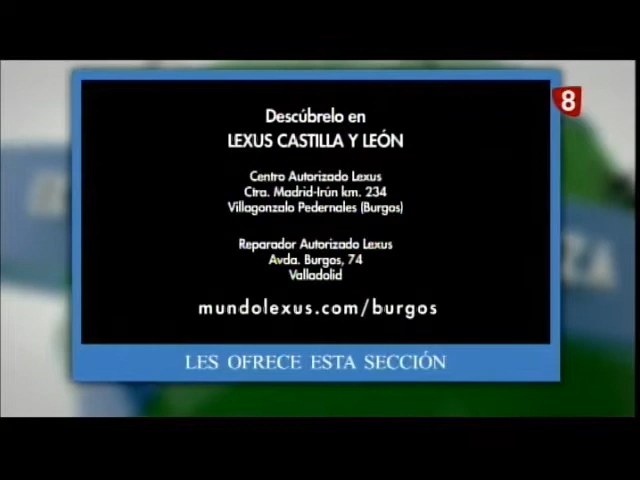 Descúbrelo en
LEXUS CASTILLA Y LEÓN
8
Centro Autorizado Lexus
Ctra. Madrid-Irún km. 234
Villagonzalo Pedernales (Burgos)
Reparador Autorizado Lexus
Avda. Burgos, 74
Valladolid
mundolexus.com/burgos
LES OFRECE ESTA SECCIÓN